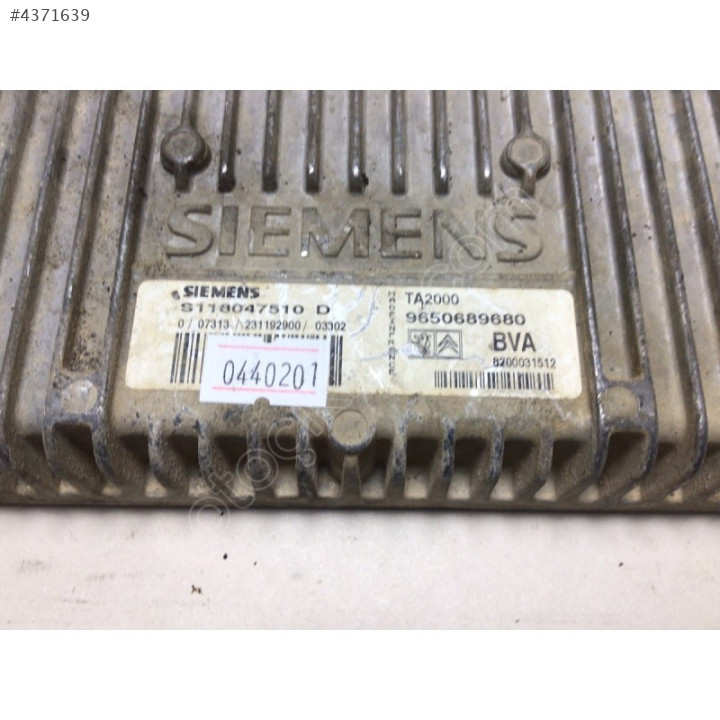 #4371639
SIEMENS
SIEMENS
S118047510 D
0 / 07313 / 231192900 / 03302
0440201
TA2000
9650689680
BVA
8200031512